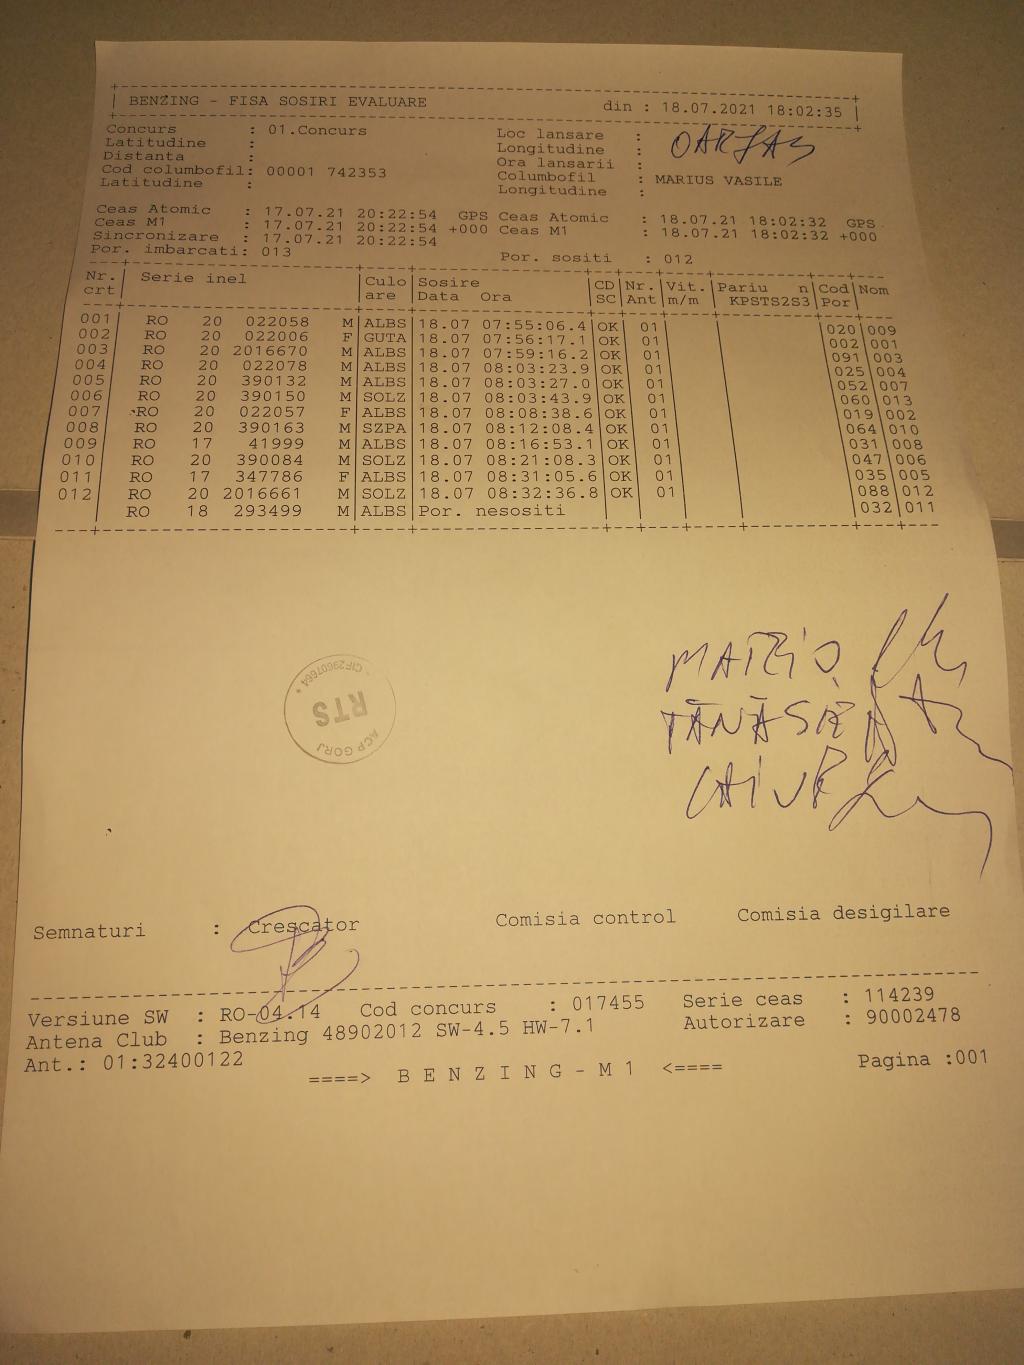 BENZING - FISA SOSIRI EVALUARE din : 18.07.2021 18:02:35
Concurs : 01.Concurs Loc lansare :
Latitudine : Longitudine :
Distanta : Ora lansarii :
Cod columbofil: 00001 742353 Columbofil : MARIUS VASILE
Latitudine : Longitudine :
Ceas Atomic : 17.07.21 20:22:54 GPS Ceas Atomic : 18.07.21 18:02:32 GPS
Ceas M1 : 17.07.21 20:22:54 +000 Ceas M1 : 18.07.21 18:02:32 +000
Sincronizare : 17.07.21 20:22:54
Por. imbarcati: 013 Por. sositi : 012
Nr. Serie inel Culo Sosire CD Nr. Vit. Pariu n Cod Nom
crt are Data Ora SC Ant m/m KPSTS2S3 Por
001 RO 20 022058 M ALBS 18.07 07:55:06.4 OK 01 020 009
002 RO 20 022006 F GUTA 18.07 07:56:17.1 OK 01 002 001
003 RO 20 2016670 M ALBS 18.07 07:59:16.2 OK 01 091 003
004 RO 20 022078 M ALBS 18.07 08:03:23.9 OK 01 025 004
005 RO 20 390132 M ALBS 18.07 08:03:27.0 OK 01 052 007
006 RO 20 390150 M SOLZ 18.07 08:03:43.9 OK 01 060 013
007 RO 20 022057 F ALBS 18.07 08:08:38.6 OK 01 019 002
008 RO 20 390163 M SZPA 18.07 08:12:08.4 OK 01 064 010
009 RO 17 41999 M ALBS 18.07 08:16:53.1 OK 01 031 008
010 RO 20 390084 M SOLZ 18.07 08:21:08.3 OK 01 047 006
011 RO 17 347786 F ALBS 18.07 08:31:05.6 OK 01 035 005
012 RO 20 2016661 M SOLZ 18.07 08:32:36.8 OK 01 088 012
RO 18 293499 M ALBS Por. nesositi 032 011
ACP GORJ
RTS
CIF29607664
Semnaturi : Crescator Comisia control Comisia desigilare
Versiune SW : RO-04.14 Cod concurs : 017455 Serie ceas : 114239
Antena Club : Benzing 48902012 SW-4.5 HW-7.1 Autorizare : 90002478
Ant.: 01:32400122
====> B E N Z I N G - M 1 <==== Pagina :001